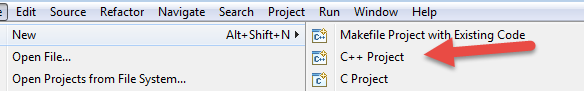 Edit Source Refactor Navigate Search Project Run Window Help
New Alt+Shift+N Makefile Project with Existing Code
Open File... C++ Project
Open Projects from File System... C Project